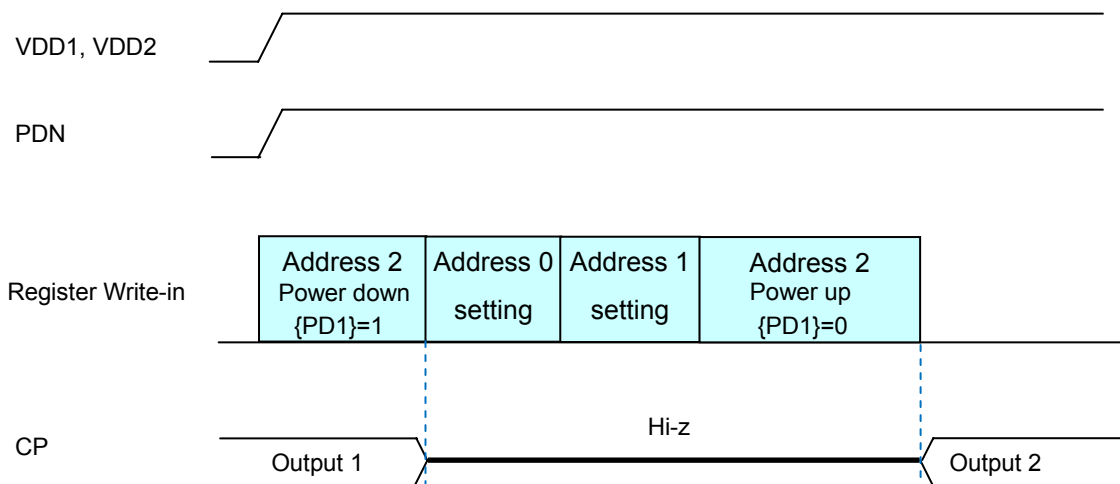 VDD1, VDD2
PDN
Register Write-in
Address 2
Power down
{PD1}=1
Address 0
setting
Address 1
setting
Address 2
Power up
{PD1}=0
CP
Output 1
Hi-z
Output 2